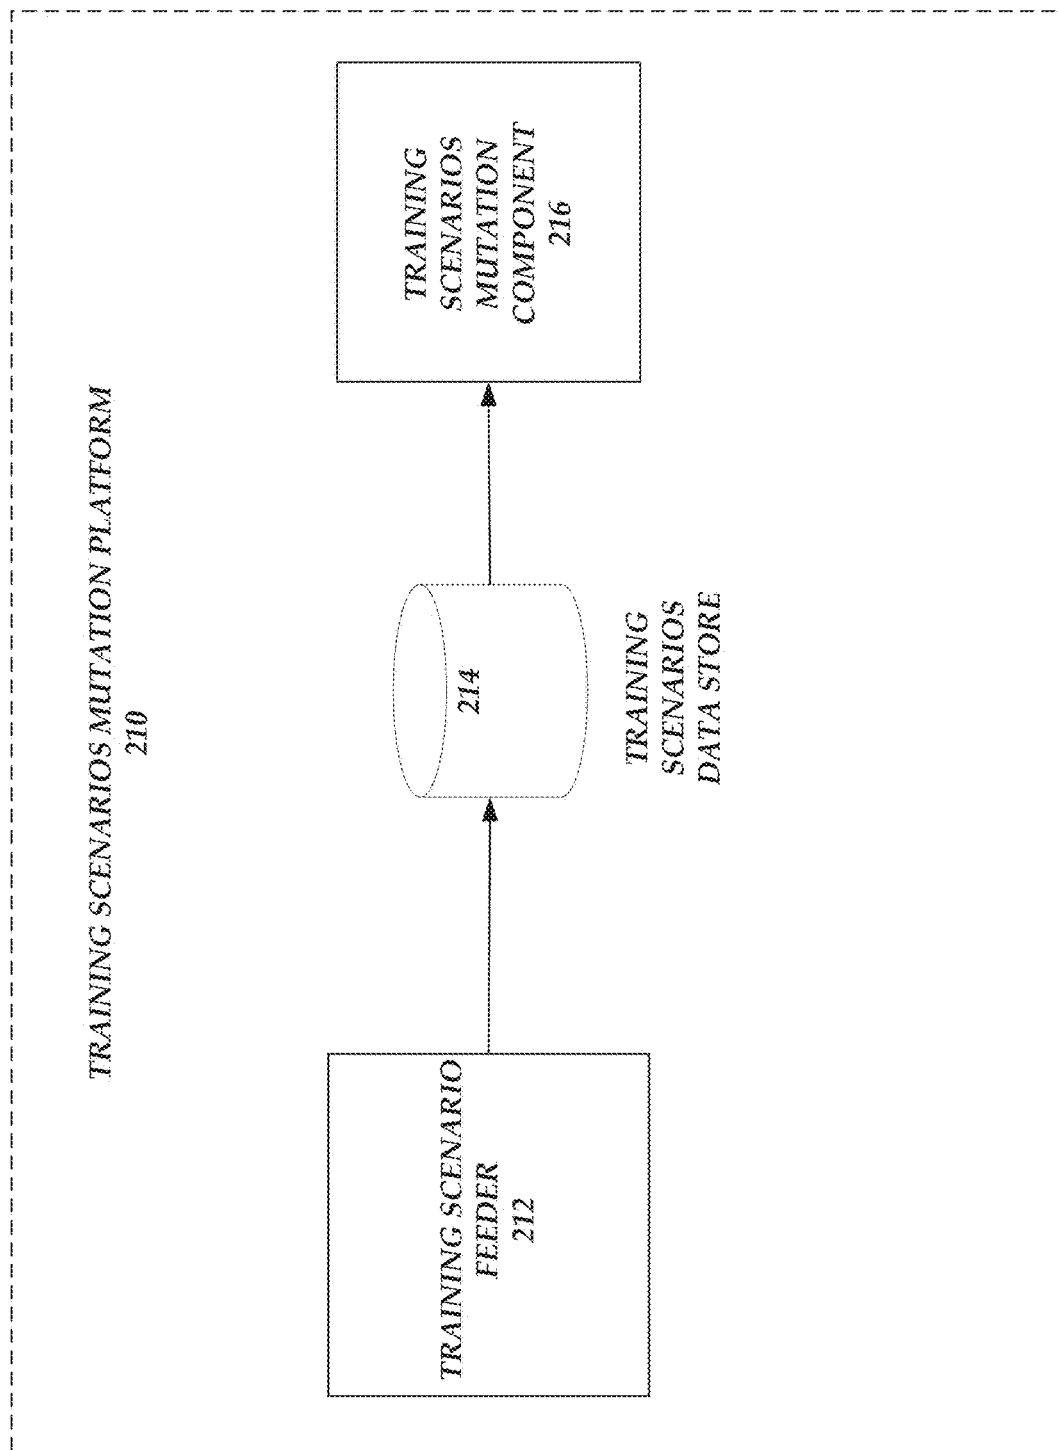 TRAINING SCENARIOS MUTATION PLATFORM
210
TRAINING SCENARIO
FEEDER
212
214
TRAINING
SCENARIOS
DATA STORE
TRAINING
SCENARIOS
MUTATION
COMPONENT
216